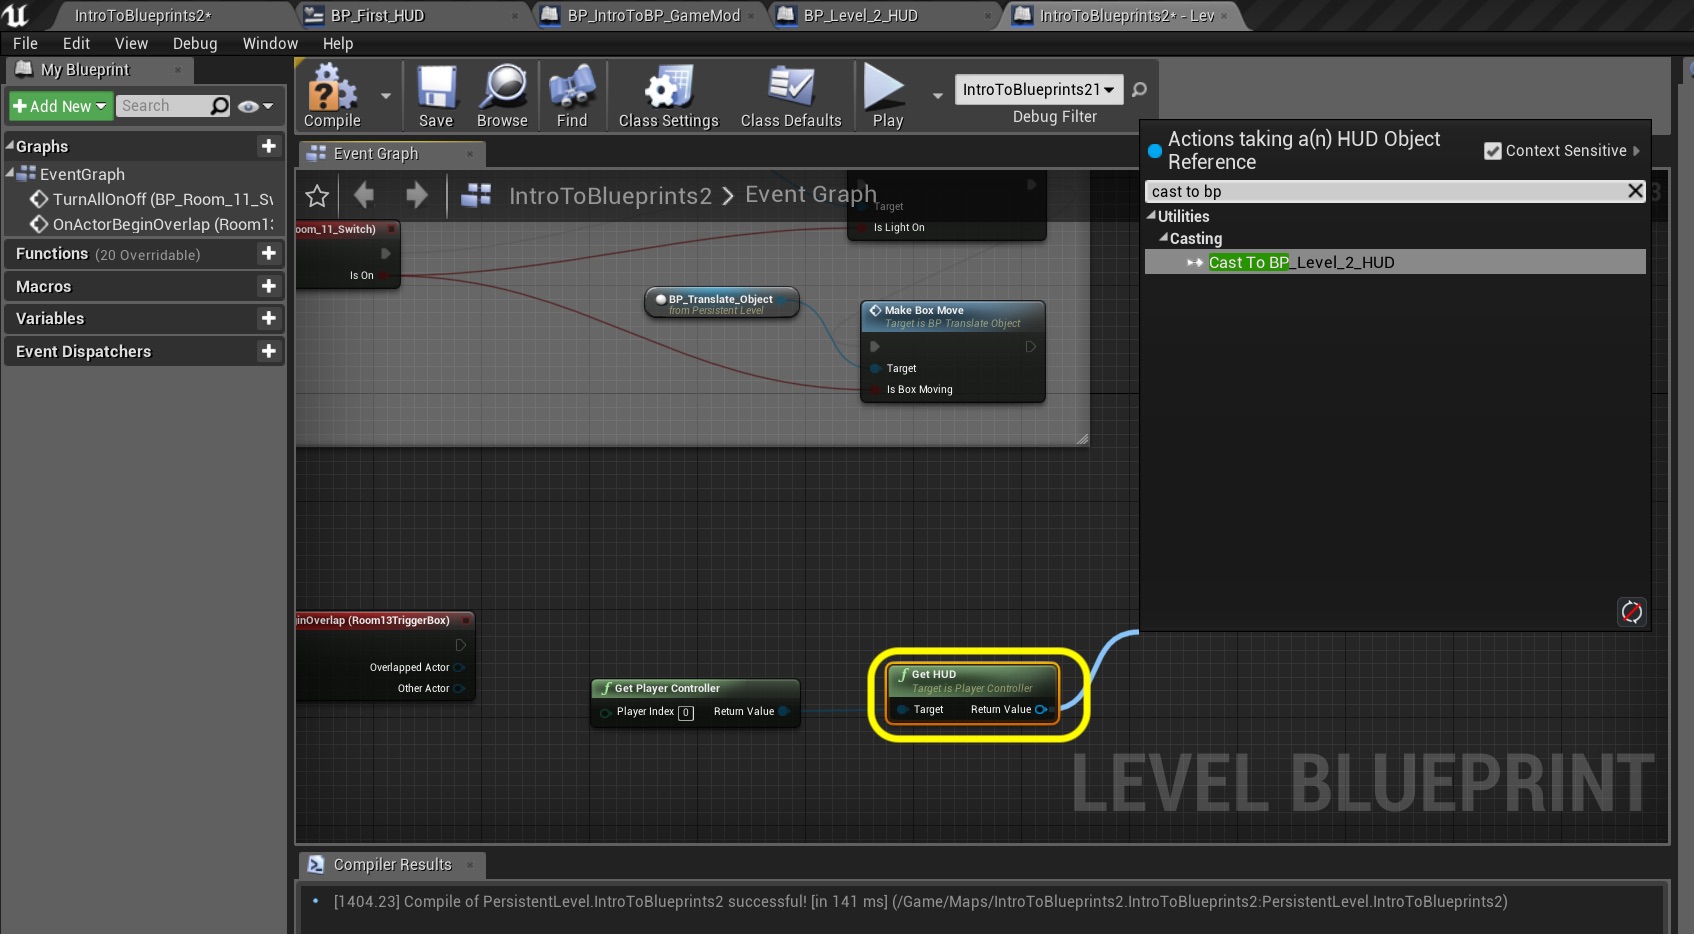 IntroToBlueprints2*
BP_First_HUD
BP_IntroToBP_GameMod
BP_Level_2_HUD
IntroToBlueprints2* - Lev
File Edit View Debug Window Help
My Blueprint
Add New
Search
Compile
Save
Browse
Find
Class Settings
Class Defaults
Play
IntroToBlueprints21
Debug Filter
Graphs
EventGraph
TurnAllOnOff (BP_Room_11_Sv
OnActorBeginOverlap (Room13
Functions (20 Overridable)
Macros
Variables
Event Dispatchers
Event Graph
IntroToBlueprints2 > Event Graph
oom_11_Switch)
Is On
Target
Is Light On
BP_Translate_Object
from Persistent Level
Make Box Move
Target is BP Translate Object
Target
Is Box Moving
Actions taking a(n) HUD Object
Reference
Context Sensitive
cast to bp
Utilities
Casting
Cast To BP_Level_2_HUD
inOverlap (Room13TriggerBox)
Overlapped Actor
Other Actor
Get Player Controller
Player Index 0 Return Value
Get HUD
Target is Player Controller
Target Return Value
LEVEL BLUEPRINT
Compiler Results
[1404.23] Compile of PersistentLevel.IntroToBlueprints2 successful! [in 141 ms] (/Game/Maps/IntroToBlueprints2.IntroToBlueprints2:PersistentLevel.IntroToBlueprints2)